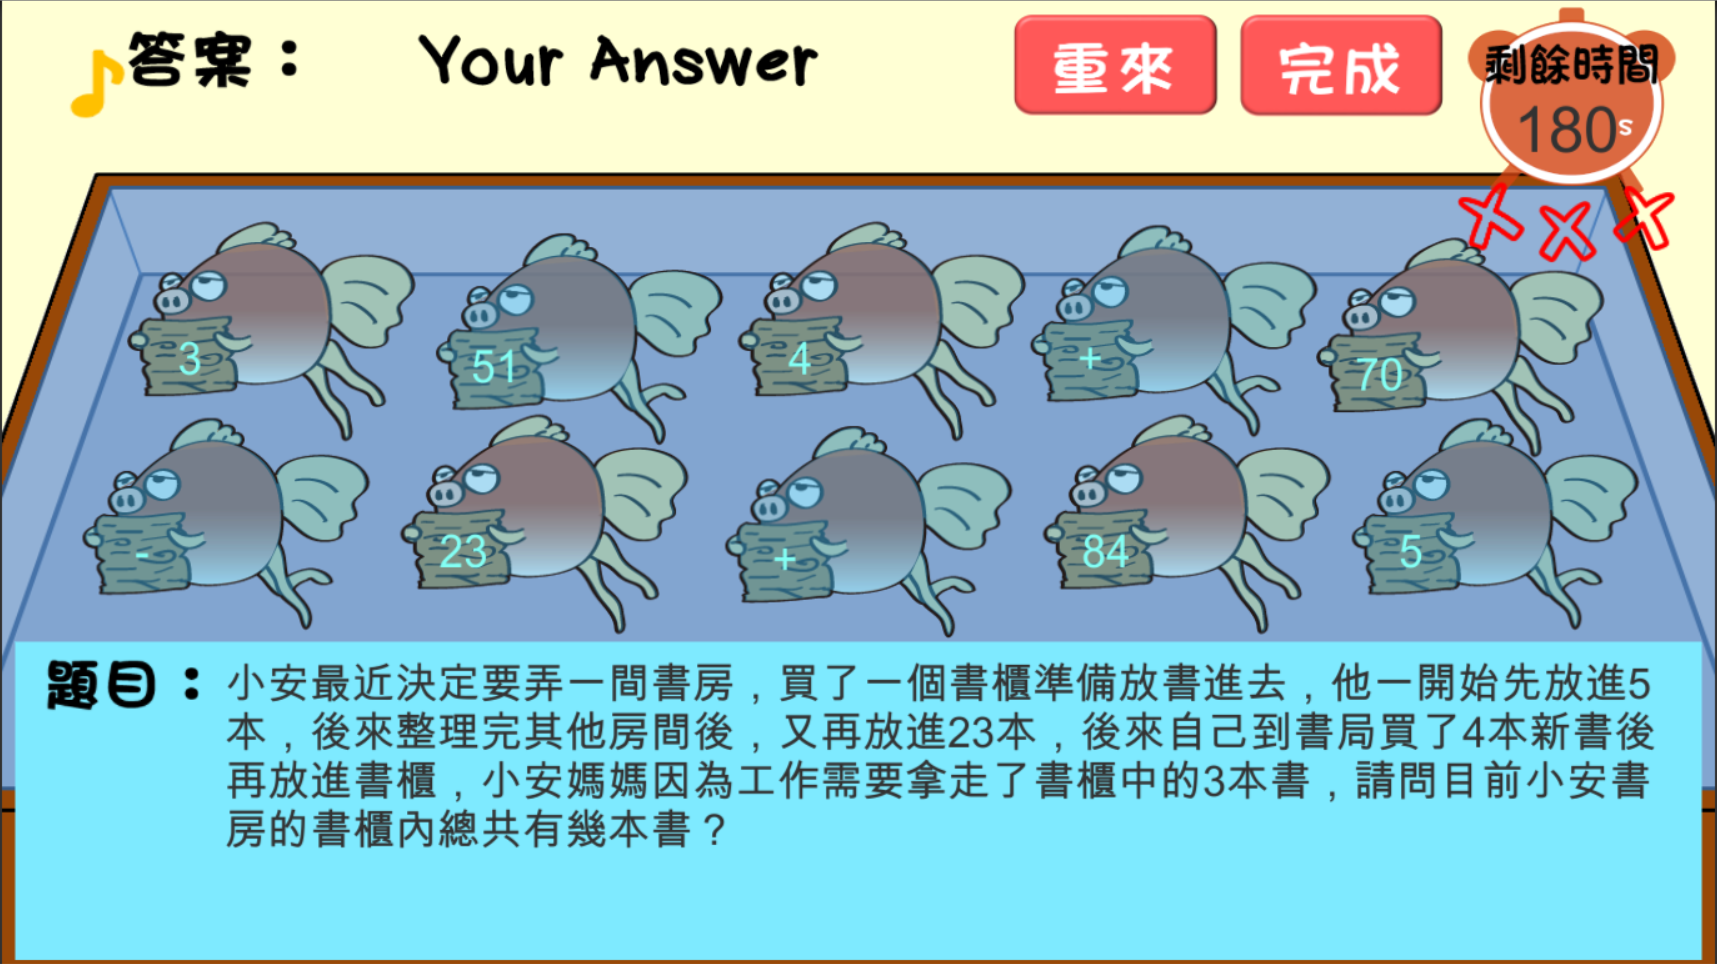 答案： Your Answer 重來 完成 剩餘時間
180s
3 51 4 + 70
- 23 + 84 5
題目：小安最近決定要弄一間書房，買了一個書櫃準備放書進去，他一開始先放進5
本，後來整理完其他房間後，又再放進23本，後來自己到書局買了4本新書後
再放進書櫃，小安媽媽因為工作需要拿走了書櫃中的3本書，請問目前小安書
房的書櫃內總共有幾本書？